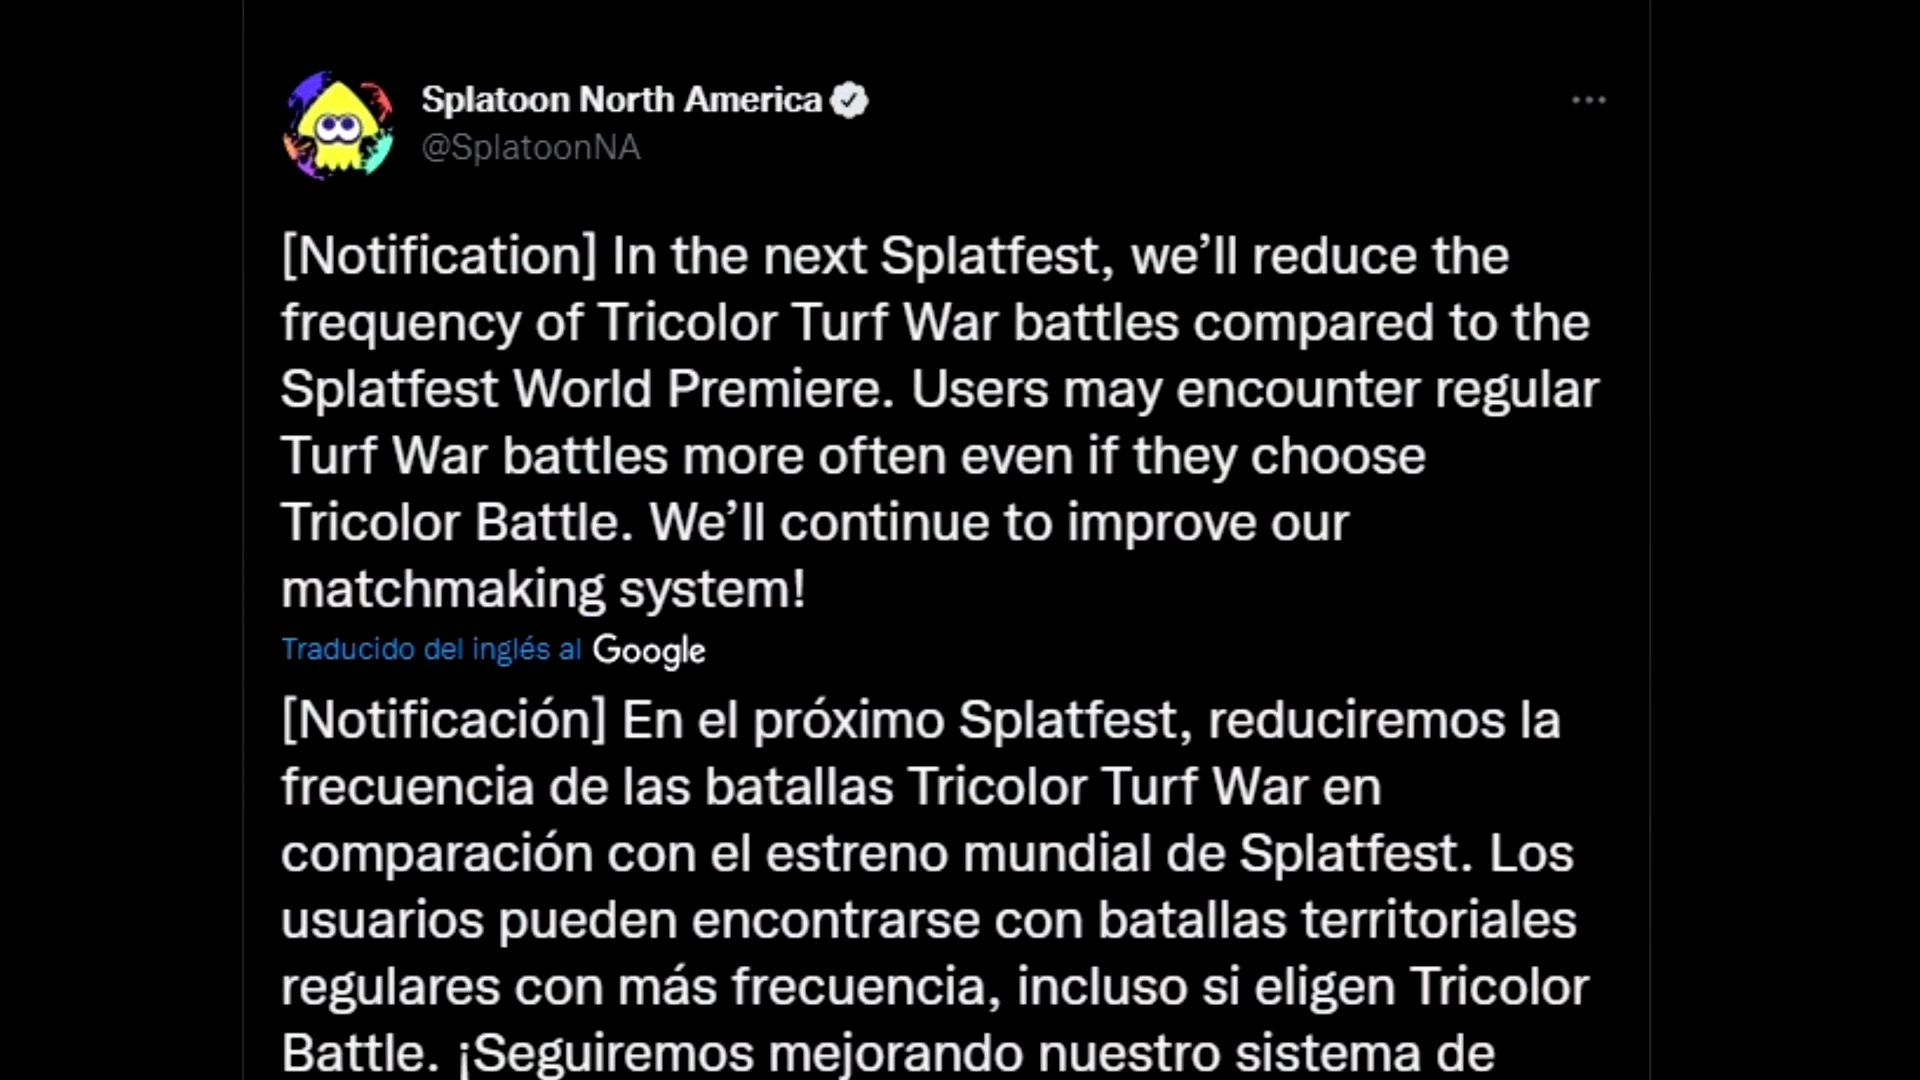 Splatoon North America
@SplatoonNA
[Notification] In the next Splatfest, we’ll reduce the
frequency of Tricolor Turf War battles compared to the
Splatfest World Premiere. Users may encounter regular
Turf War battles more often even if they choose
Tricolor Battle. We’ll continue to improve our
matchmaking system!
Traducido del inglés al Google
[Notificación] En el próximo Splatfest, reduciremos la
frecuencia de las batallas Tricolor Turf War en
comparación con el estreno mundial de Splatfest. Los
usuarios pueden encontrarse con batallas territoriales
regulares con más frecuencia, incluso si eligen Tricolor
Battle. ¡Seguiremos mejorando nuestro sistema de